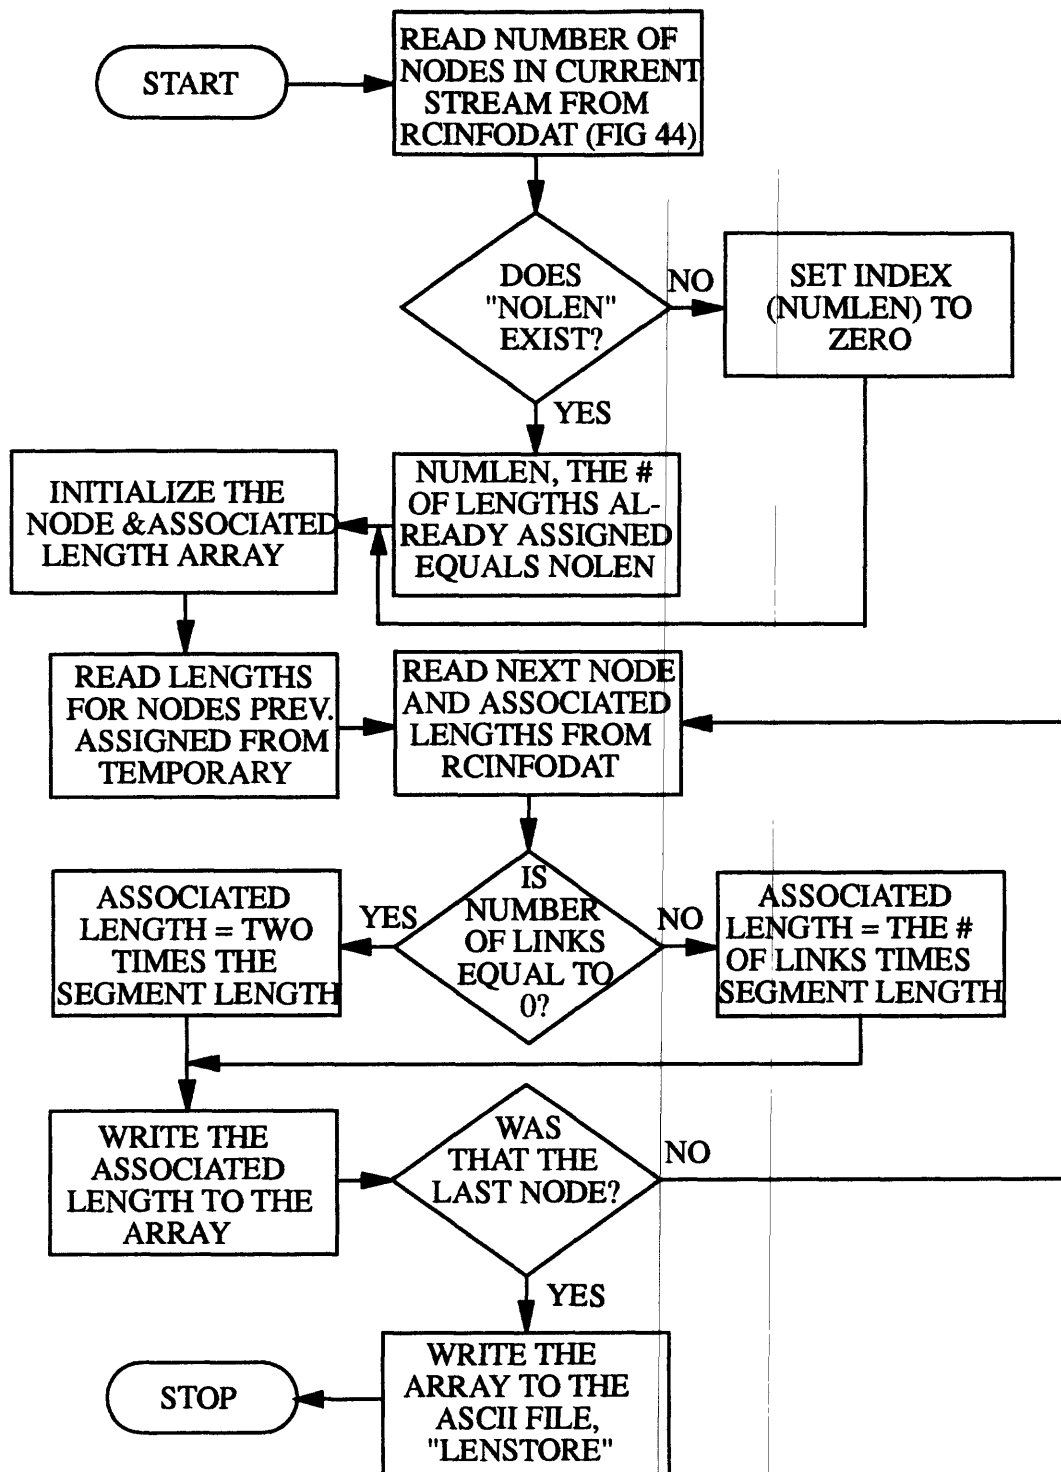 START
READ NUMBER OF
NODES IN CURRENT
STREAM FROM
RCINFODAT (FIG 44)
DOES
"NOLEN"
EXIST?
NO
SET INDEX
(NUMLEN) TO
ZERO
YES
NUMLEN, THE #
OF LENGTHS AL-
READY ASSIGNED
EQUALS NOLEN
INITIALIZE THE
NODE &ASSOCIATED
LENGTH ARRAY
READ LENGTHS
FOR NODES PREV.
ASSIGNED FROM
TEMPORARY
READ NEXT NODE
AND ASSOCIATED
LENGTHS FROM
RCINFODAT
IS
NUMBER
OF LINKS
EQUAL TO
0?
YES
ASSOCIATED
LENGTH = TWO
TIMES THE
SEGMENT LENGTH
NO
ASSOCIATED
LENGTH = THE #
OF LINKS TIMES
SEGMENT LENGTH
WRITE THE
ASSOCIATED
LENGTH TO THE
ARRAY
WAS
THAT THE
LAST NODE?
NO
YES
WRITE THE
ARRAY TO THE
ASCII FILE,
"LENSTORE"
STOP